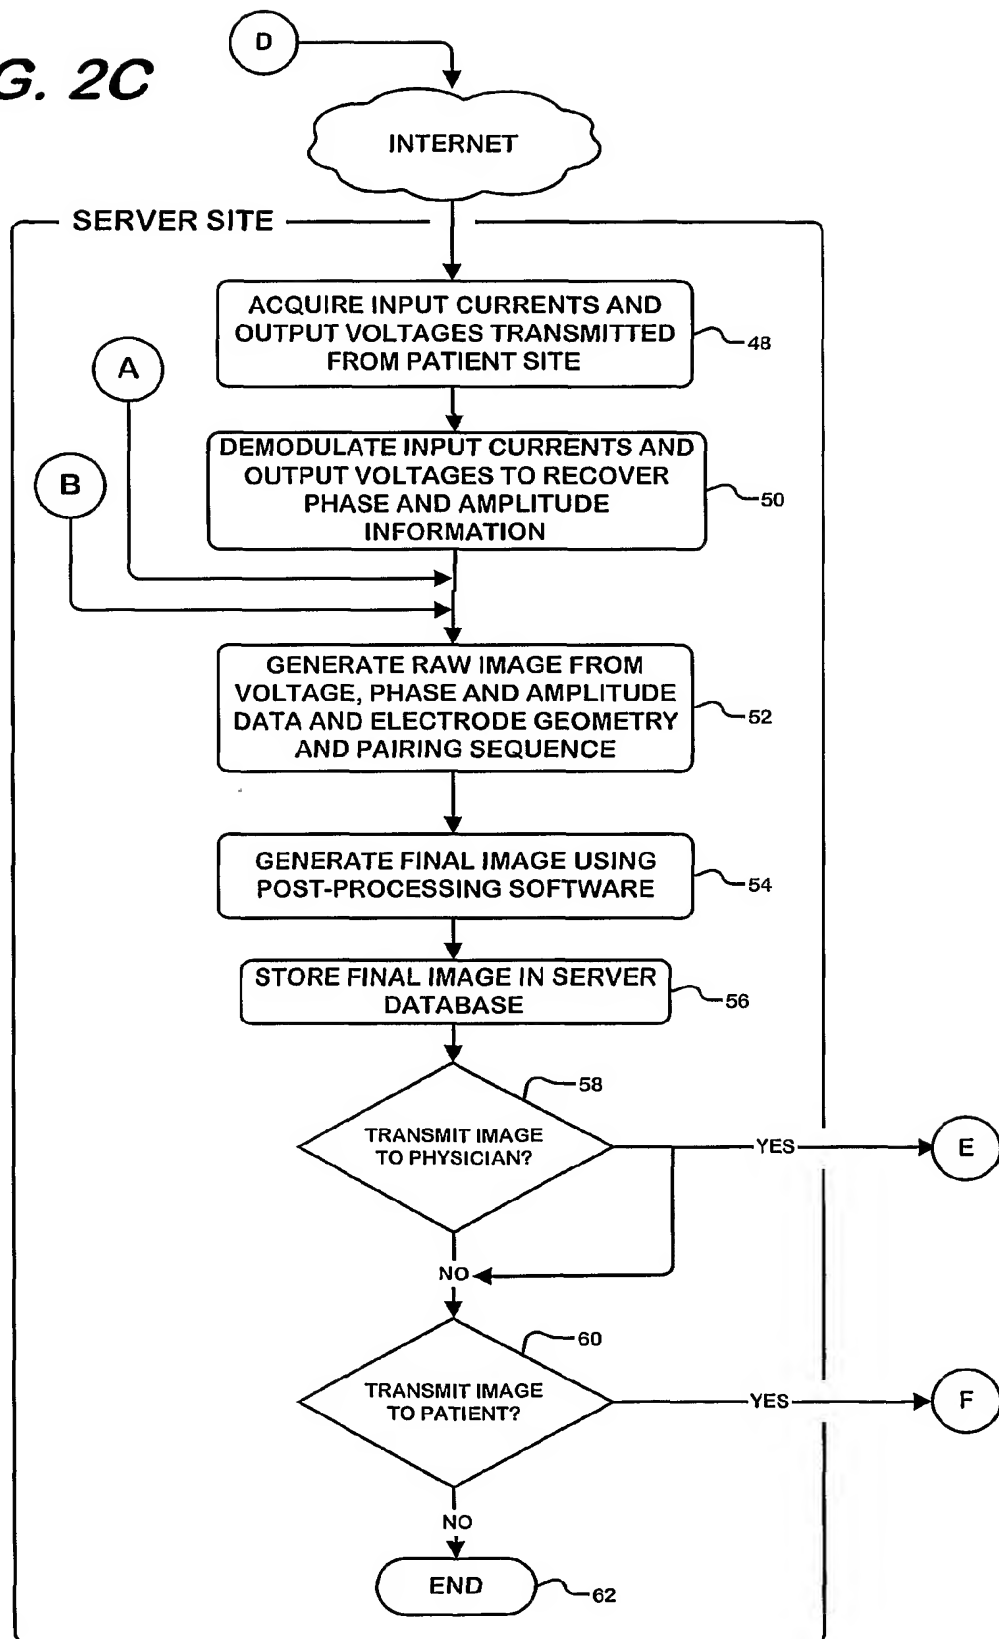 D
G. 2C
INTERNET
SERVER SITE
ACQUIRE INPUT CURRENTS AND
OUTPUT VOLTAGES TRANSMITTED
FROM PATIENT SITE
48
A
DEMODULATE INPUT CURRENTS AND
OUTPUT VOLTAGES TO RECOVER
PHASE AND AMPLITUDE
INFORMATION
50
B
GENERATE RAW IMAGE FROM
VOLTAGE, PHASE AND AMPLITUDE
DATA AND ELECTRODE GEOMETRY
AND PAIRING SEQUENCE
52
GENERATE FINAL IMAGE USING
POST-PROCESSING SOFTWARE
54
STORE FINAL IMAGE IN SERVER
DATABASE
56
58
TRANSMIT IMAGE
TO PHYSICIAN?
YES
E
NO
60
TRANSMIT IMAGE
TO PATIENT?
YES
F
NO
END
62